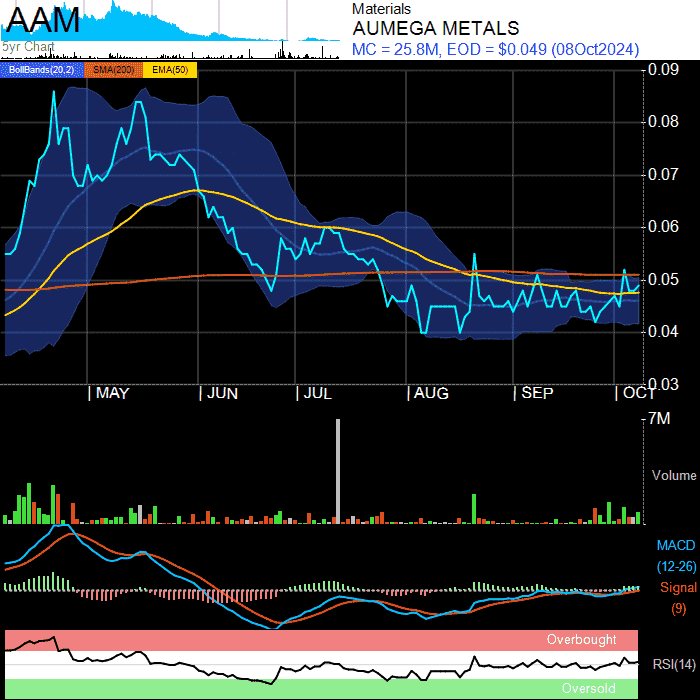 AAM
5yr Chart
Materials
AUMEGA METALS
MC = 25.8M, EOD = $0.049 (08Oct2024)
BollBands(20,2) SMA(200) EMA(50)
0.09
0.08
0.07
0.06
0.05
0.04
0.03
| MAY | JUN | JUL | AUG | SEP | OCT
7M
Volume
MACD
(12-26)
Signal
(9)
Overbought
RSI(14)
Oversold